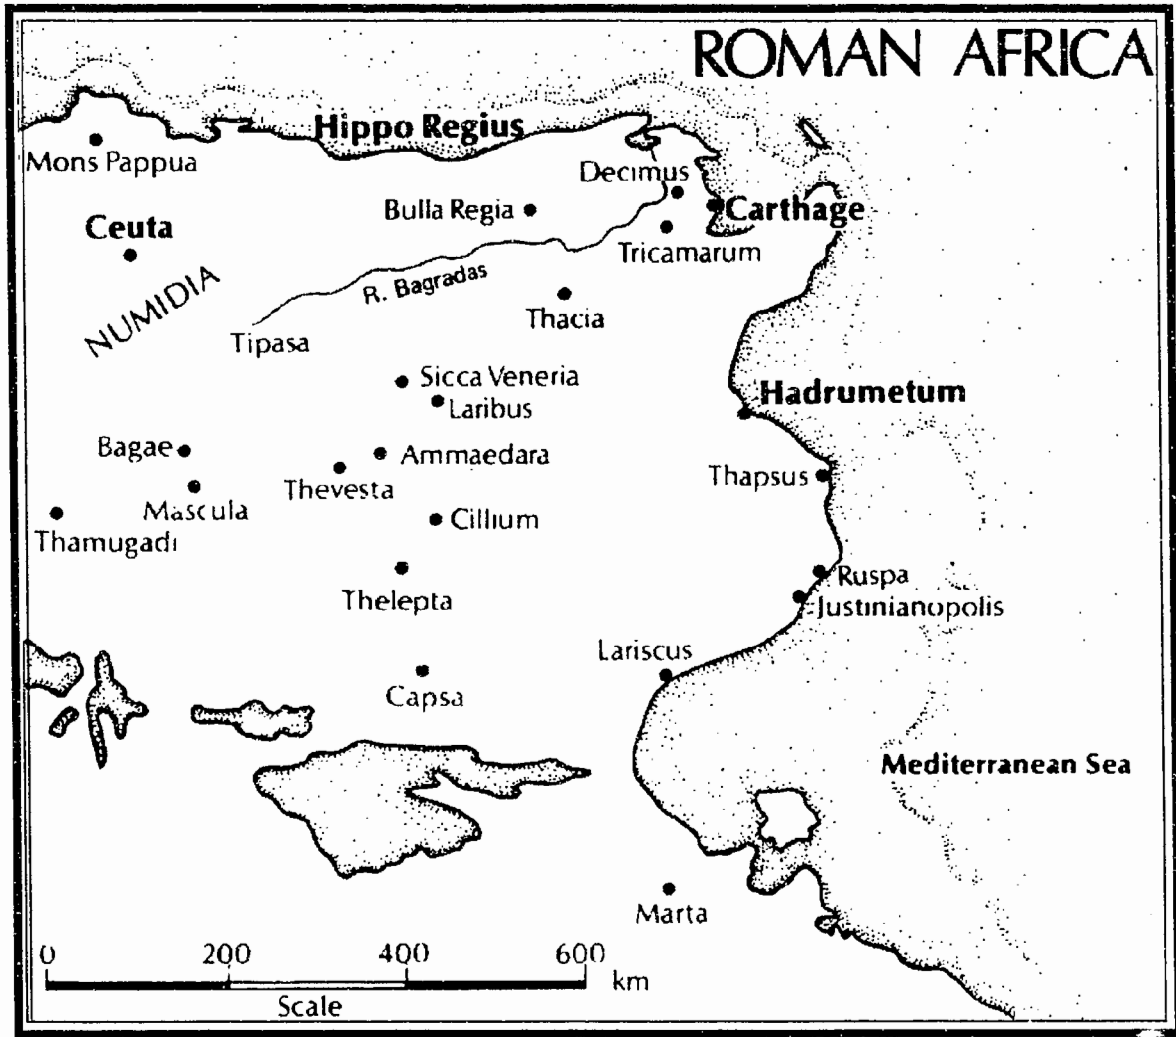 ROMAN AFRICA
Hippo Regius
Mons Pappua
Decimus
Bulla Regia
Carthage
Ceuta
Tricamarum
R. Bagradas
NUMIDIA
Thacia
Tipasa
Sicca Veneria
Hadrumetum
Laribus
Bagae
Ammaedara
Thapsus
Thevesta
Mascula
Cillium
Thamugadi
Ruspa
Thelepta
Justinianopolis
Lariscus
Capsa
Mediterranean Sea
Marta
0 200 400 600
km
Scale